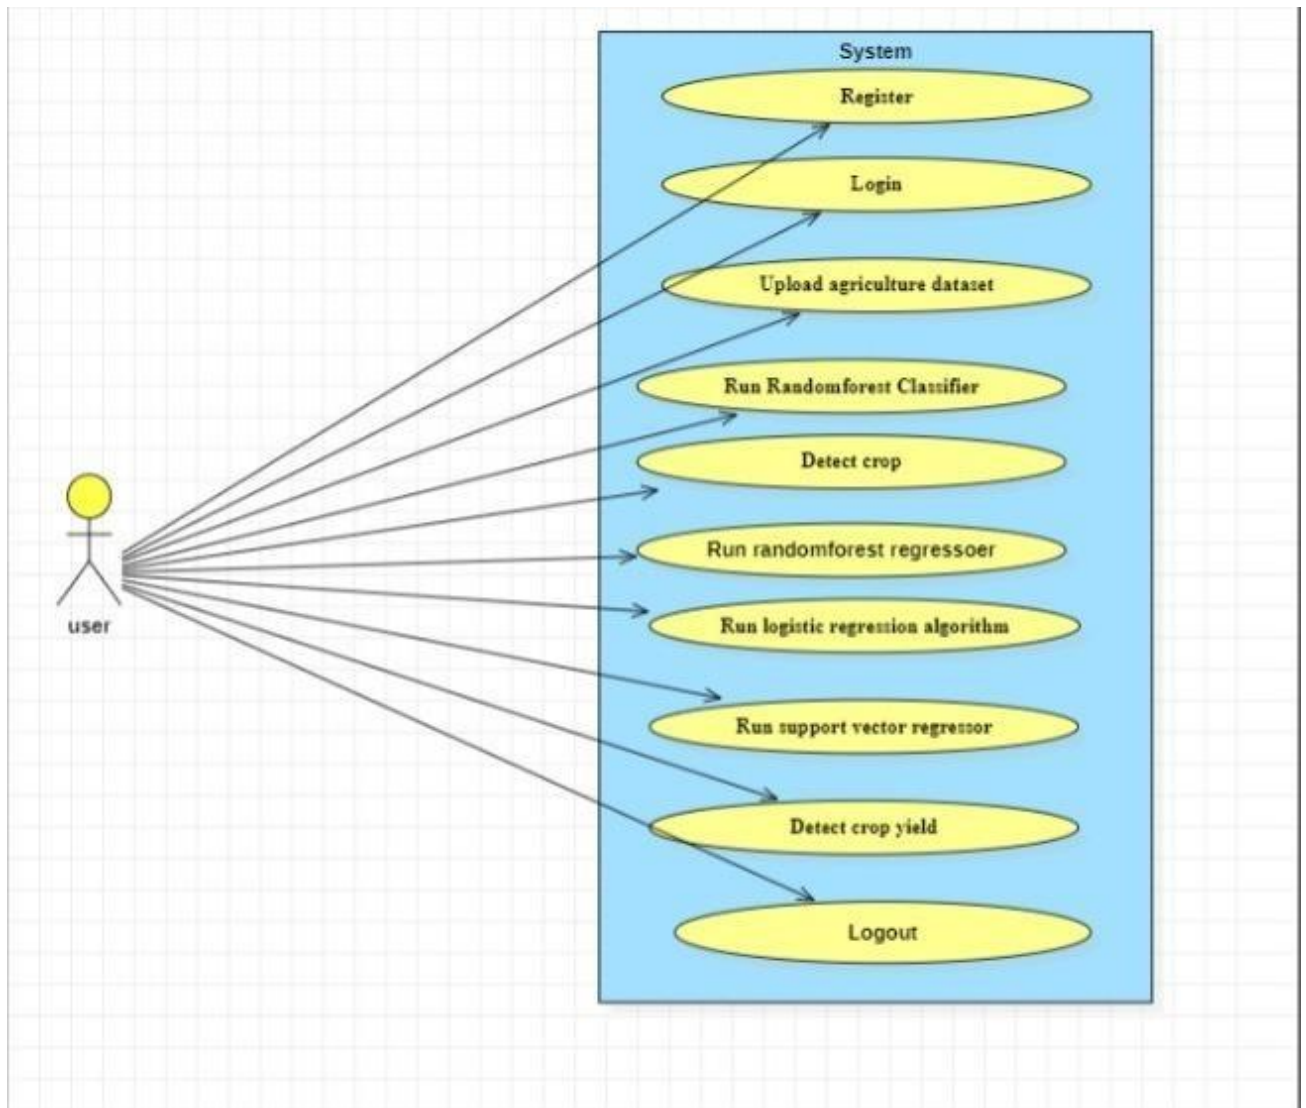 System
Register
Login
Upload agriculture dataset
Run Randomforest Classifier
Detect crop
Run randomforest regressoer
Run logistic regression algorithm
Run support vector regressor
Detect crop yield
Logout
user